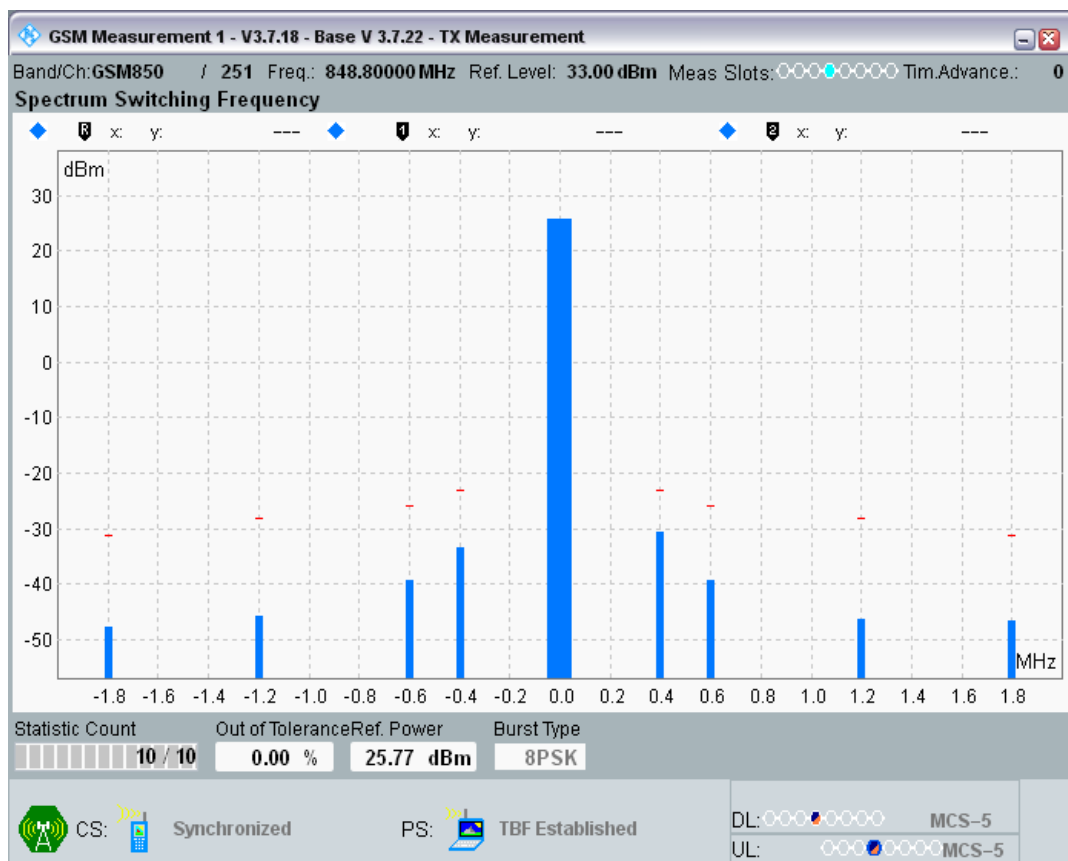 GSM Measurement 1 - V3.7.18 - Base V 3.7.22 - TX Measurement
Band/Ch:GSM850 / 251 Freq.: 848.80000 MHz Ref. Level: 33.00 dBm Meas Slots: Tim.Advance.: 0
Spectrum Switching Frequency
R x: y: --- 1 x: y: --- 2 x: y: ---
dBm
30
20
10
0
-10
-20
-30
-40
-50
MHz
-1.8 -1.6 -1.4 -1.2 -1.0 -0.8 -0.6 -0.4 -0.2 0.0 0.2 0.4 0.6 0.8 1.0 1.2 1.4 1.6 1.8
Statistic Count Out of Tolerance Ref. Power Burst Type
10 / 10 0.00 % 25.77 dBm 8PSK
CS: Synchronized PS: TBF Established DL: MCS-5
UL: MCS-5